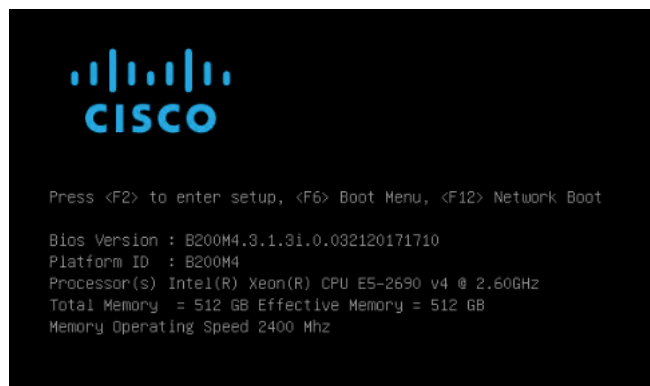 CISCO
Press <F2> to enter setup, <F6> Boot Menu, <F12> Network Boot
Bios Version : B200M4.3.1.3i.0.032120171710
Platform ID : B200M4
Processor(s) Intel(R) Xeon(R) CPU E5-2690 v4 @ 2.60GHz
Total Memory = 512 GB Effective Memory = 512 GB
Memory Operating Speed 2400 Mhz